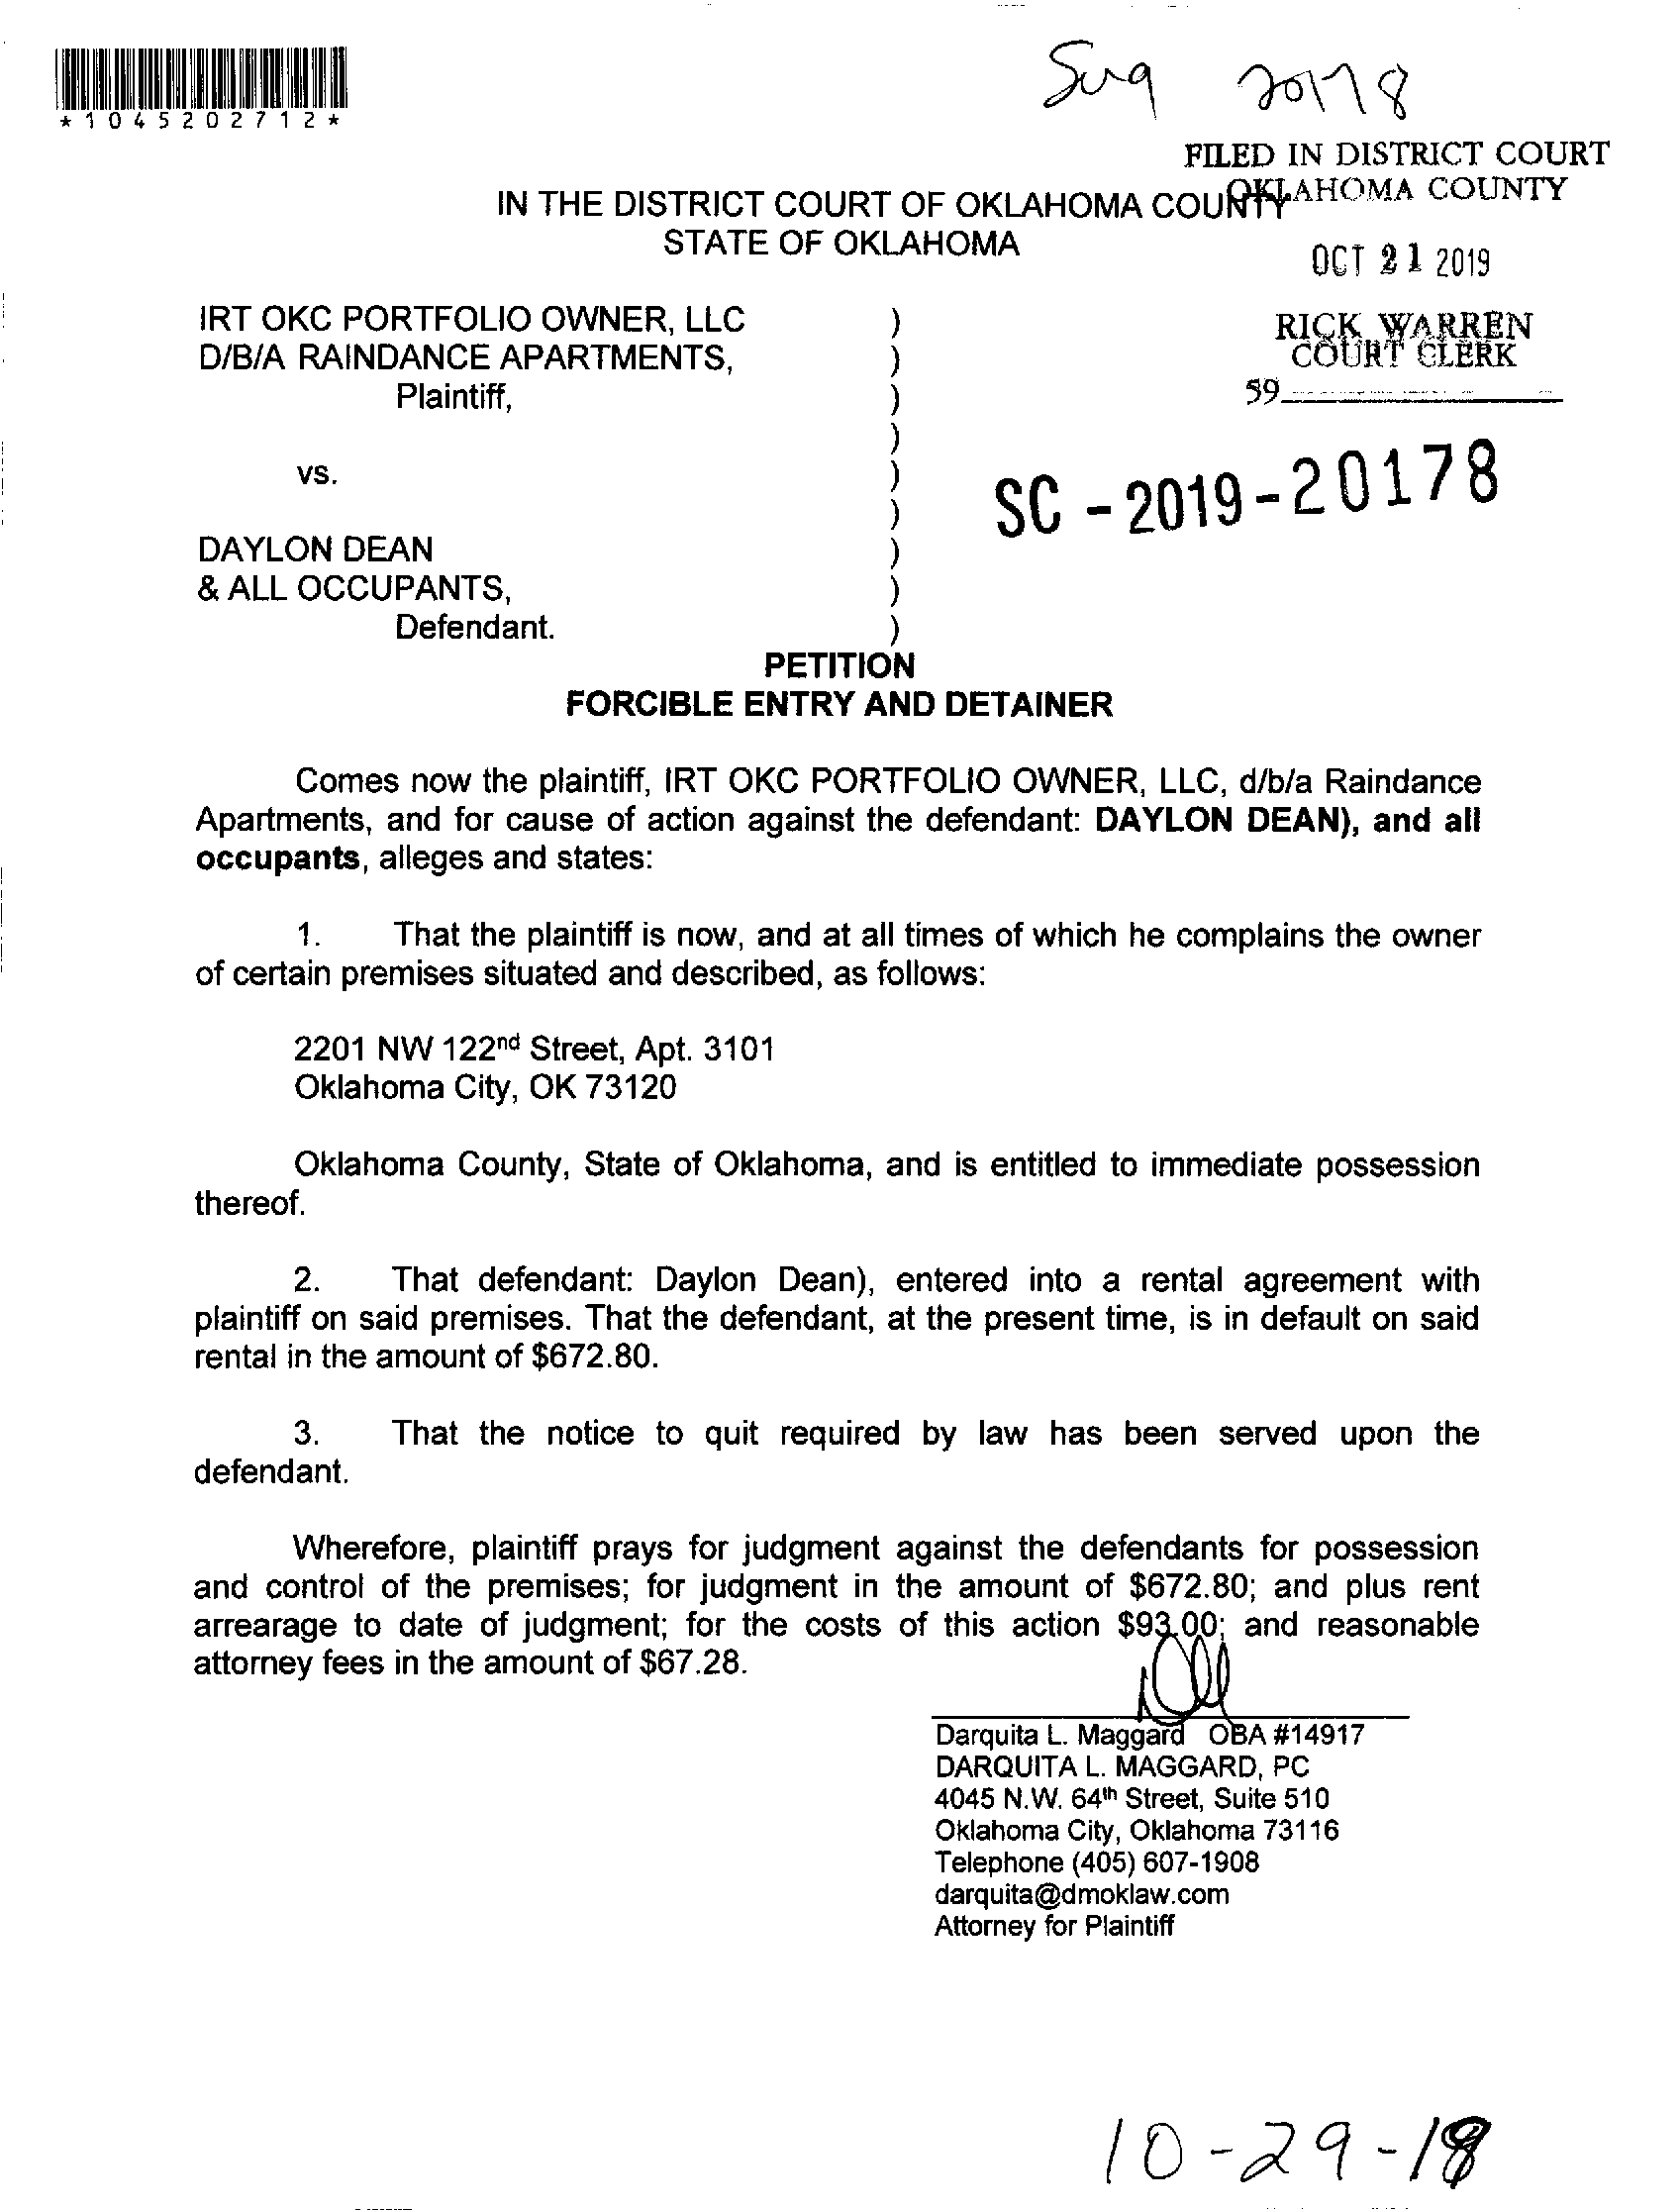 *1045202712*
20178
FILED IN DISTRICT COURT
OKLAHOMA COUNTY
IN THE DISTRICT COURT OF OKLAHOMA COUNTY
STATE OF OKLAHOMA
OCT 21 2019
RICK WARREN
COURT CLERK
59
IRT OKC PORTFOLIO OWNER, LLC )
D/B/A RAINDANCE APARTMENTS, )
Plaintiff, )
)
vs. )
)
SC - 2019-20178
DAYLON DEAN )
& ALL OCCUPANTS, )
Defendant. )
PETITION
FORCIBLE ENTRY AND DETAINER
Comes now the plaintiff, IRT OKC PORTFOLIO OWNER, LLC, d/b/a Raindance
Apartments, and for cause of action against the defendant: DAYLON DEAN), and all
occupants, alleges and states:
1. That the plaintiff is now, and at all times of which he complains the owner
of certain premises situated and described, as follows:
2201 NW 122nd Street, Apt. 3101
Oklahoma City, OK 73120
Oklahoma County, State of Oklahoma, and is entitled to immediate possession
thereof.
2. That defendant: Daylon Dean), entered into a rental agreement with
plaintiff on said premises. That the defendant, at the present time, is in default on said
rental in the amount of $672.80.
3. That the notice to quit required by law has been served upon the
defendant.
Wherefore, plaintiff prays for judgment against the defendants for possession
and control of the premises; for judgment in the amount of $672.80; and plus rent
arrearage to date of judgment; for the costs of this action $93.00; and reasonable
attorney fees in the amount of $67.28.
Darquita L. Maggard OBA #14917
DARQUITA L. MAGGARD, PC
4045 N.W. 64th Street, Suite 510
Oklahoma City, Oklahoma 73116
Telephone (405) 607-1908
darquita@dmoklaw.com
Attorney for Plaintiff
10-29-